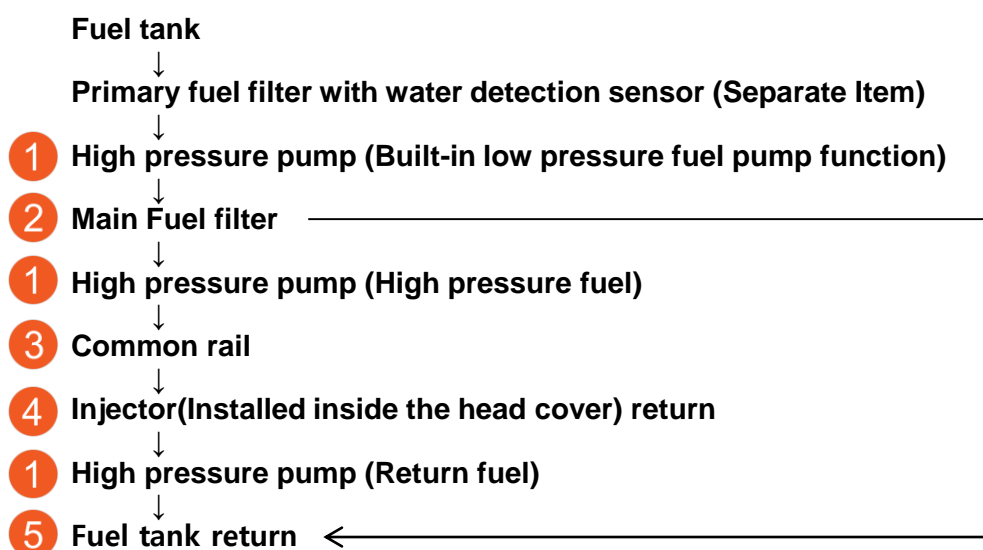 Fuel tank
↓
Primary fuel filter with water detection sensor (Separate Item)
↓
1 High pressure pump (Built-in low pressure fuel pump function)
↓
2 Main Fuel filter
↓
1 High pressure pump (High pressure fuel)
↓
3 Common rail
↓
4 Injector(Installed inside the head cover) return
↓
1 High pressure pump (Return fuel)
↓
5 Fuel tank return